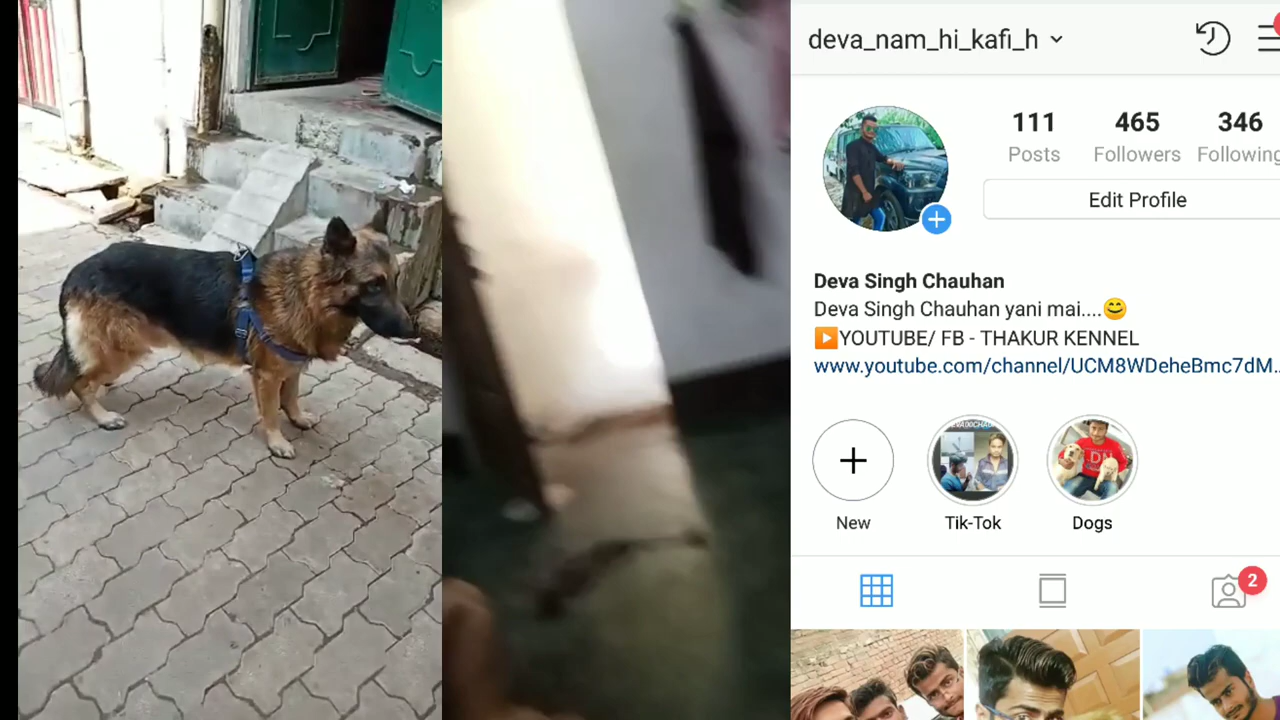 deva_nam_hi_kafi_h
111
465
346
Posts
Followers
Following
Edit Profile
Deva Singh Chauhan
Deva Singh Chauhan yani mai....😊
▶YOUTUBE/ FB - THAKUR KENNEL
www.youtube.com/channel/UCM8WDeheBmc7dM..
New
Tik-Tok
Dogs
2